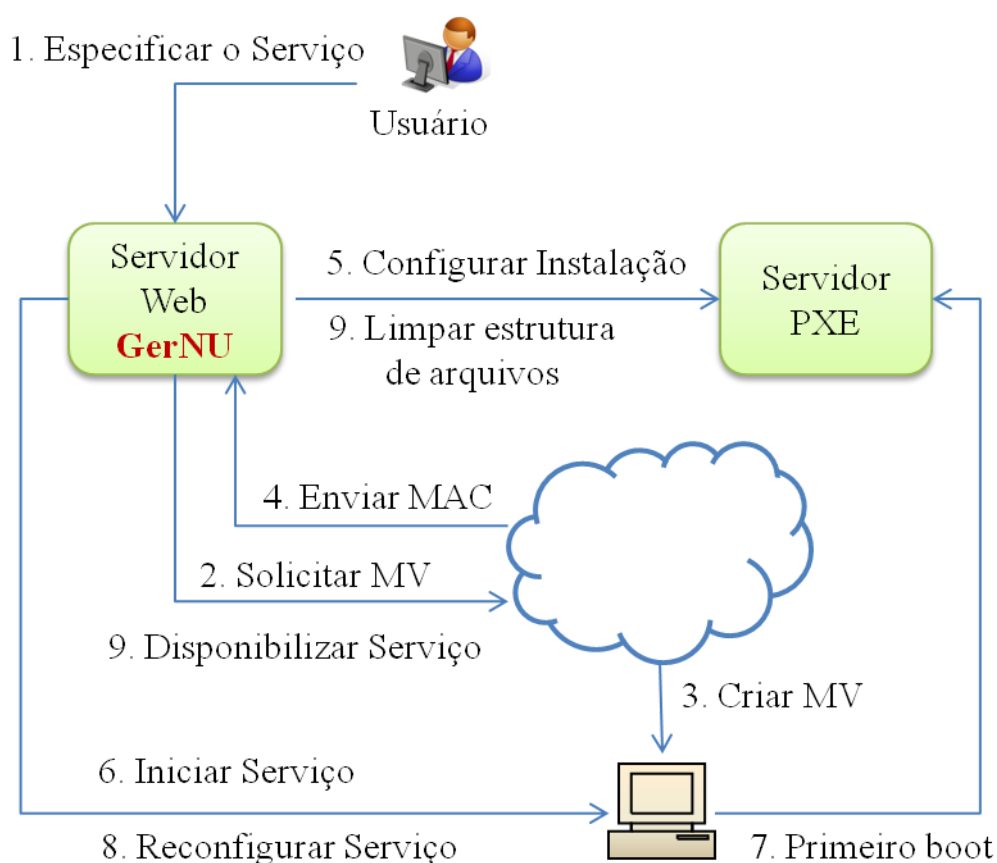 1. Especificar o Serviço
Usuário
Servidor
Web
GerNU
5. Configurar Instalação
9. Limpar estrutura
de arquivos
Servidor
PXE
4. Enviar MAC
2. Solicitar MV
9. Disponibilizar Serviço
3. Criar MV
6. Iniciar Serviço
8. Reconfigurar Serviço
7. Primeiro boot